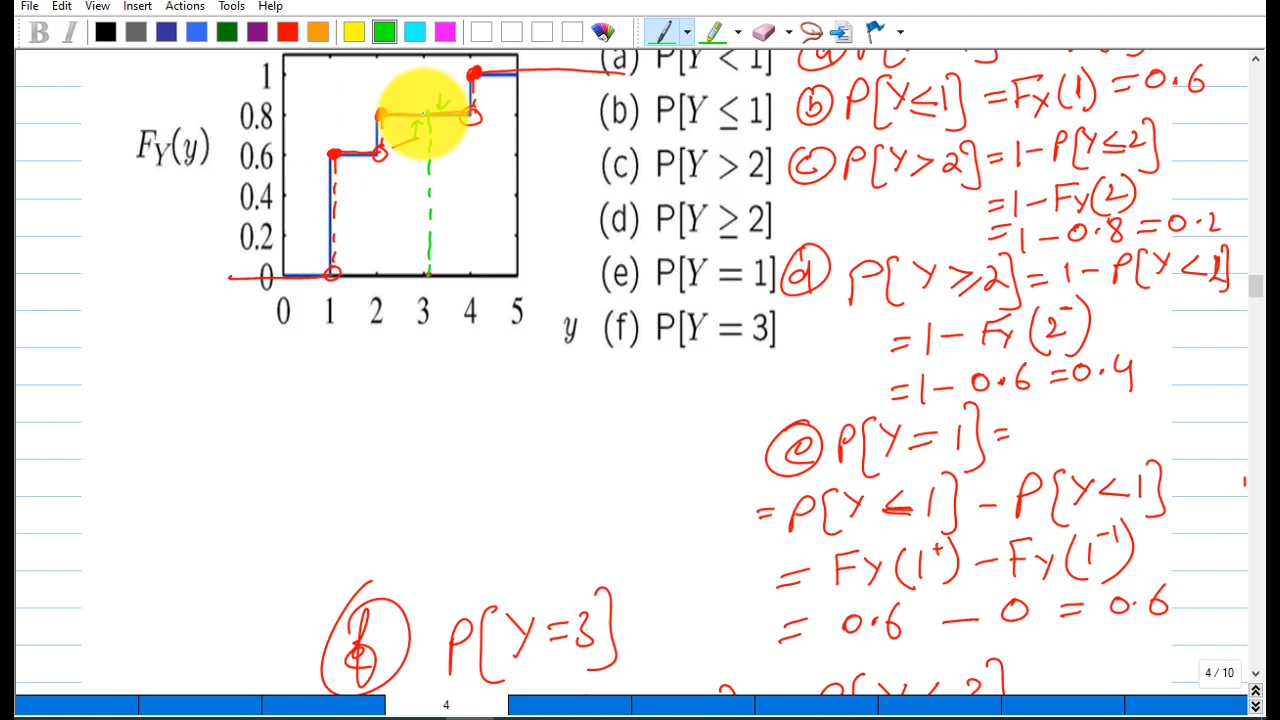 File Edit View Insert Actions Tools Help
B I
1
0.8
0.6
0.4
0.2
0
F_Y(y)
0 1 2 3 4 5 y
(a) P[Y < 1]
(b) P[Y ≤ 1]
(c) P[Y > 2]
(d) P[Y ≥ 2]
(e) P[Y = 1]
(f) P[Y = 3]
ⓑ P[Y≤1] = Fy(1) = 0.6
ⓒ P[Y>2] = 1 - P[Y≤2]
= 1 - Fy(2)
= 1 - 0.8 = 0.2
ⓓ P[Y≥2] = 1 - P[Y<2]
= 1 - Fy(2⁻)
= 1 - 0.6 = 0.4
ⓔ P[Y = 1] =
= P[Y ≤ 1] - P[Y<1]
= Fy(1⁺) - Fy(1⁻¹)
= 0.6 - 0 = 0.6
ⓕ P[Y=3]
4 / 10
4